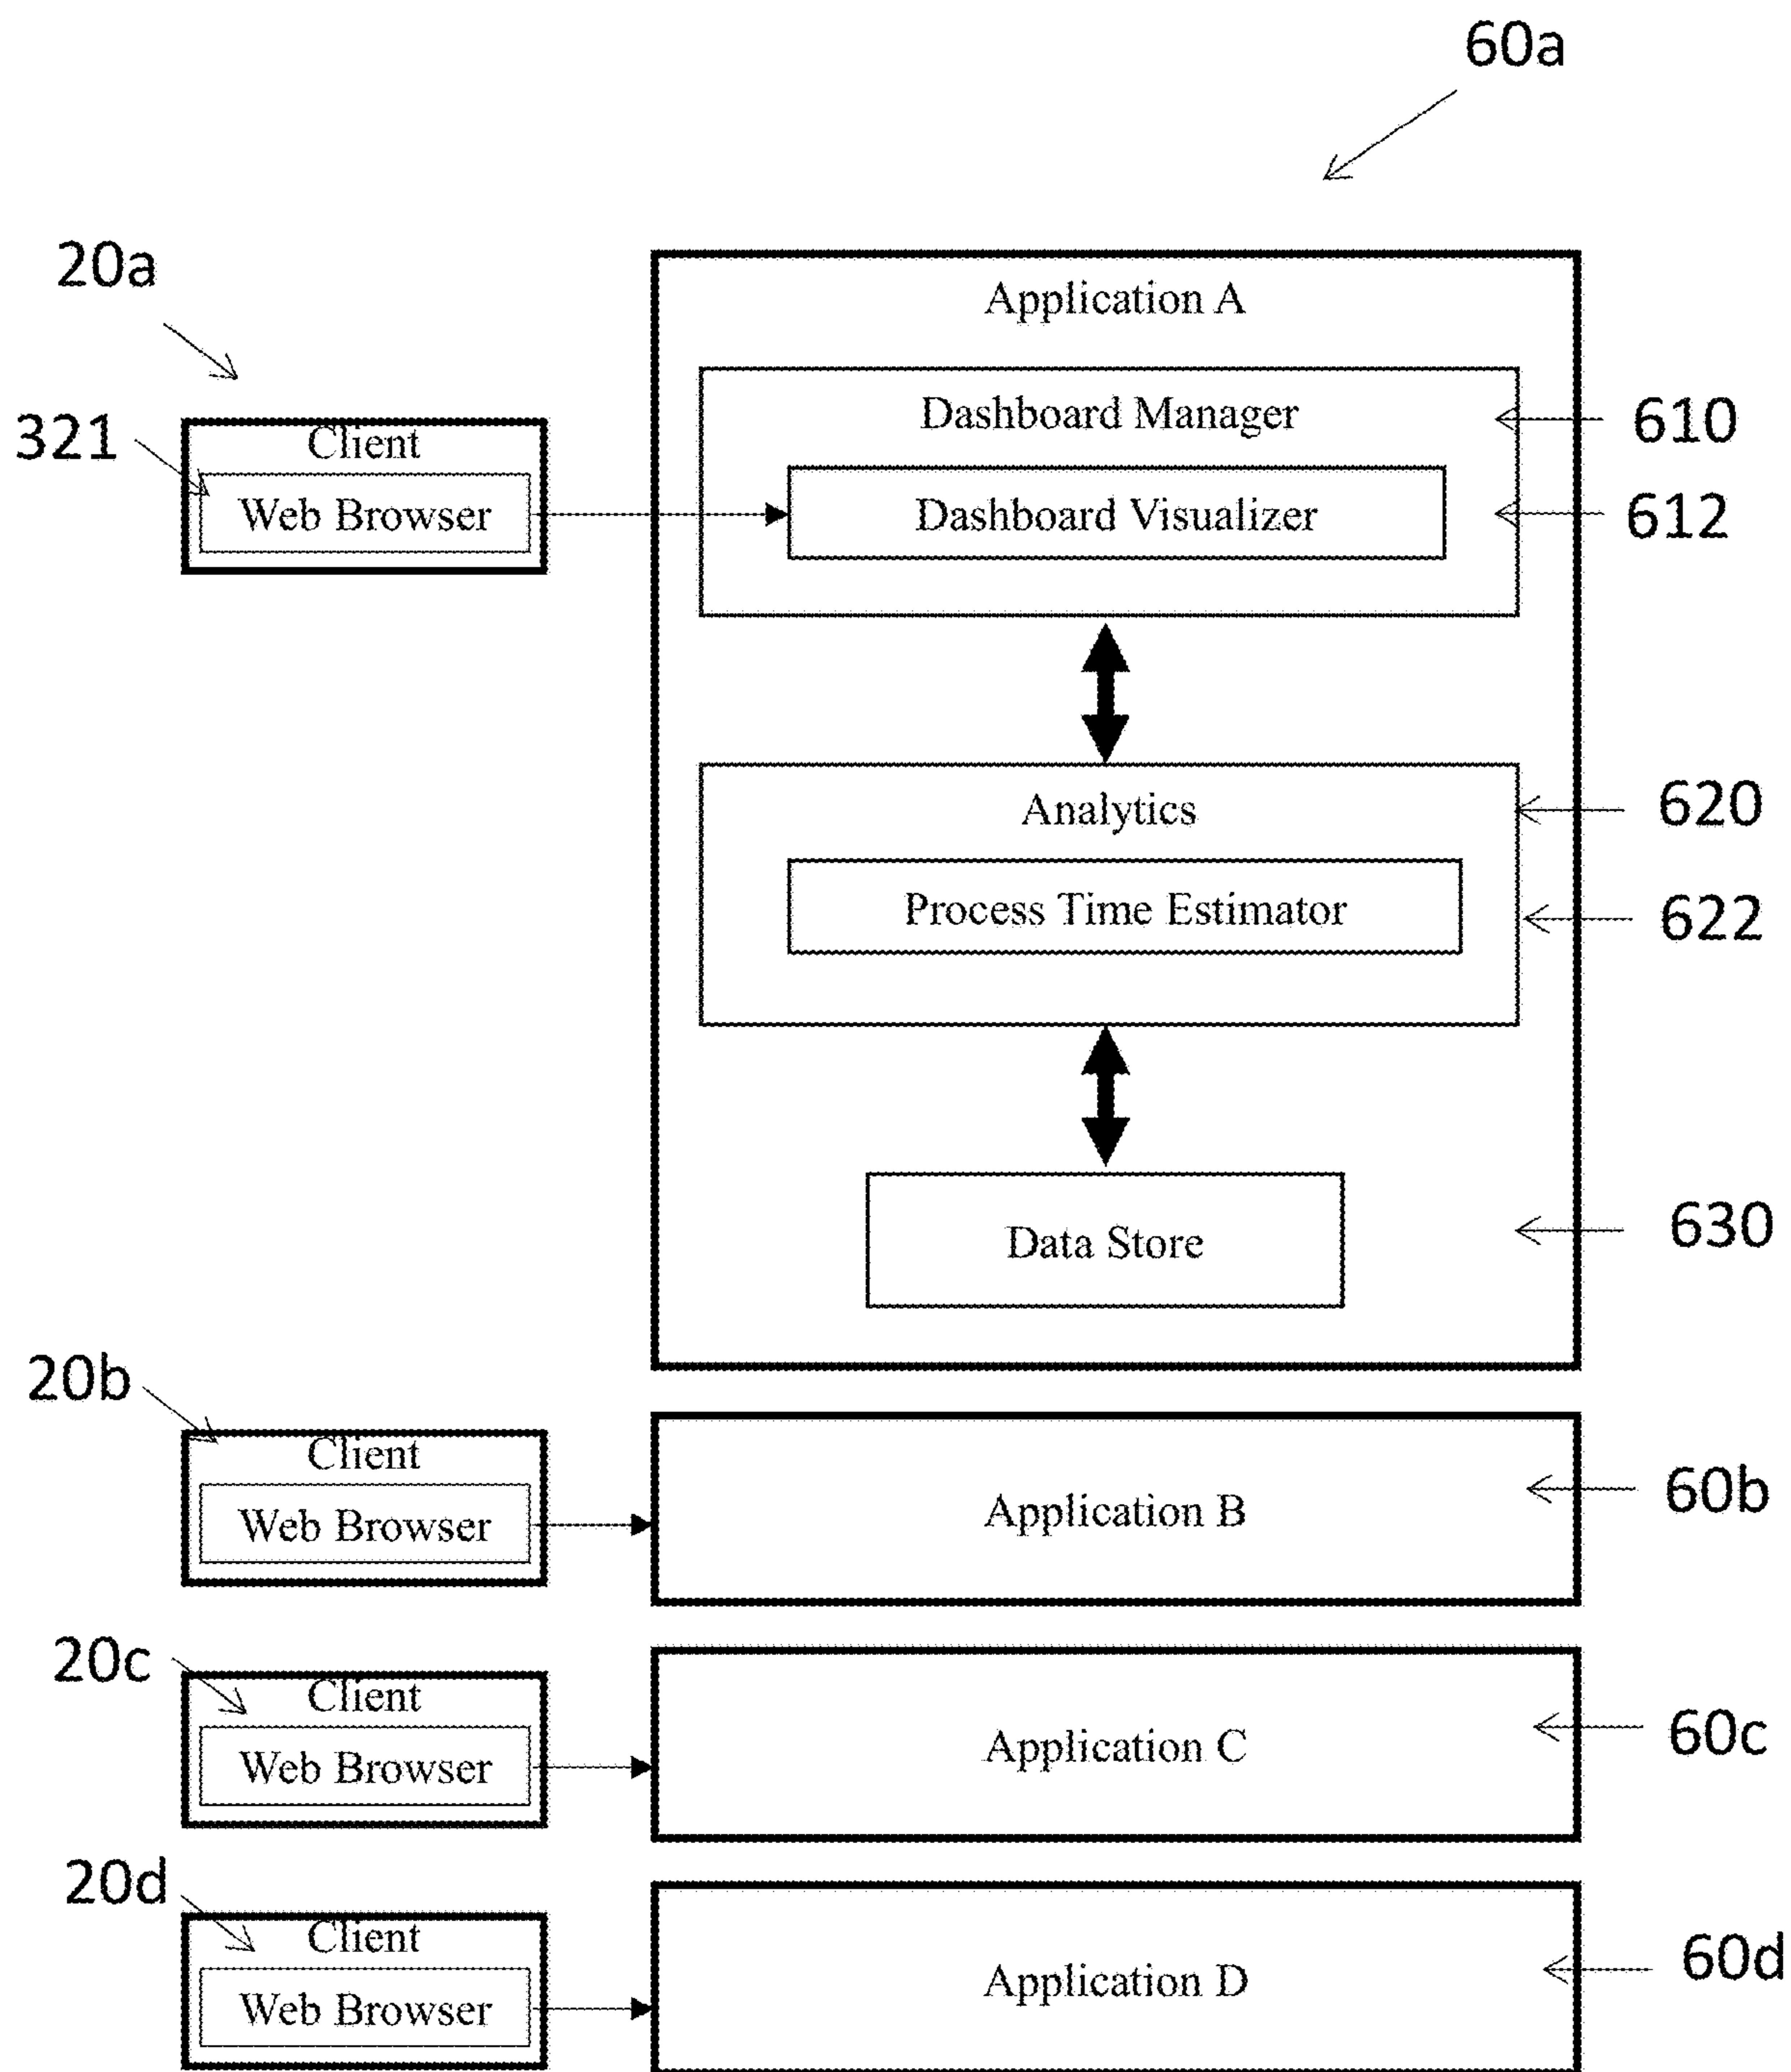 60a
20a
Application A
321
Client
Web Browser
Dashboard Manager
610
Dashboard Visualizer
612
Analytics
620
Process Time Estimator
622
Data Store
630
20b
Client
Web Browser
Application B
60b
20c
Client
Web Browser
Application C
60c
20d
Client
Web Browser
Application D
60d